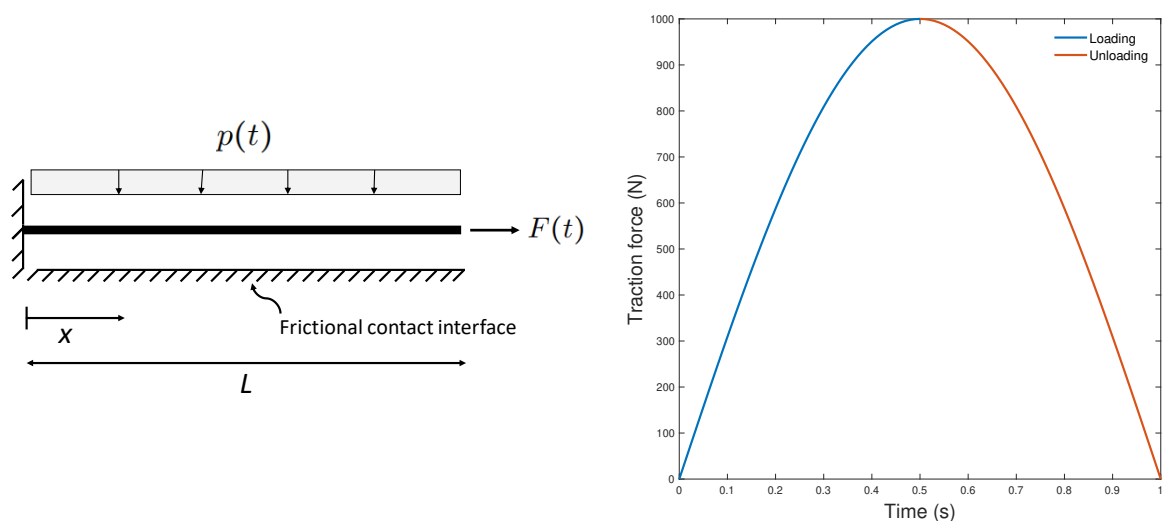 p(t)
F(t)
Frictional contact interface
x
L
Traction force (N)
1000
900
800
700
600
500
400
300
200
100
0
Loading
Unloading
0 0.1 0.2 0.3 0.4 0.5 0.6 0.7 0.8 0.9 1
Time (s)